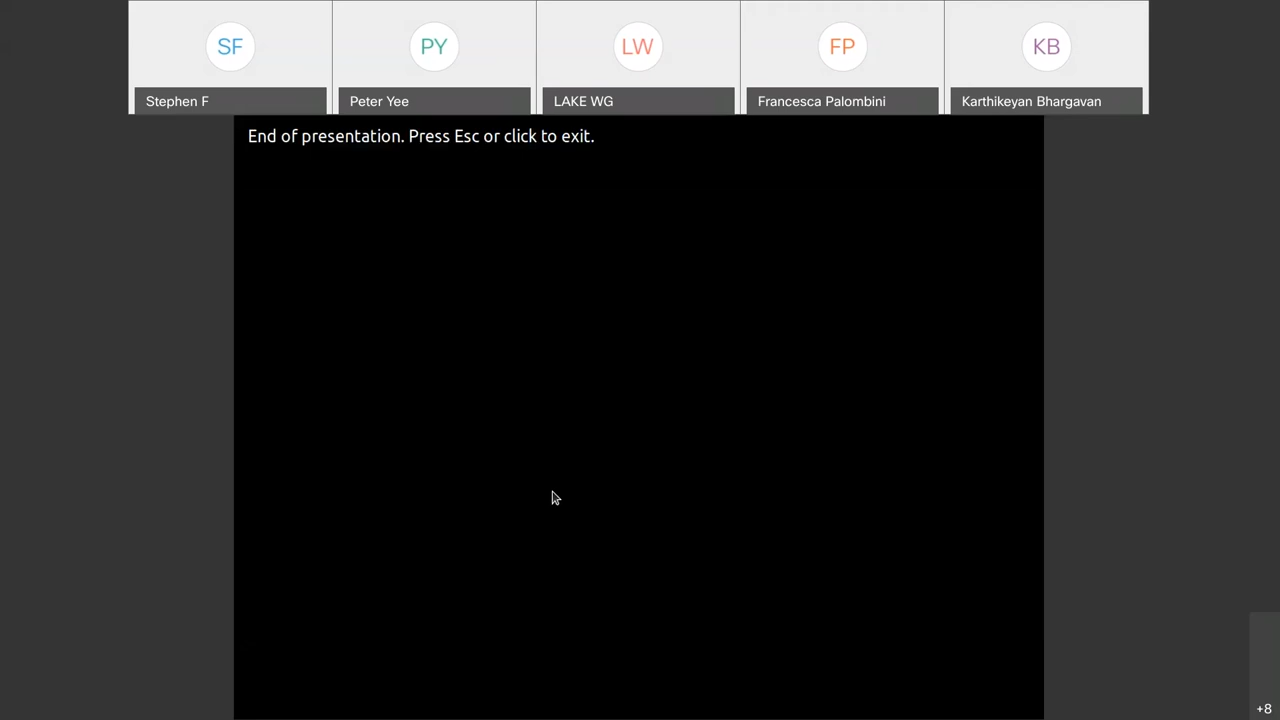 SF
PY
LW
FP
KB
Stephen F
Peter Yee
LAKE WG
Francesca Palombini
Karthikeyan Bhargavan
End of presentation. Press Esc or click to exit.
+8